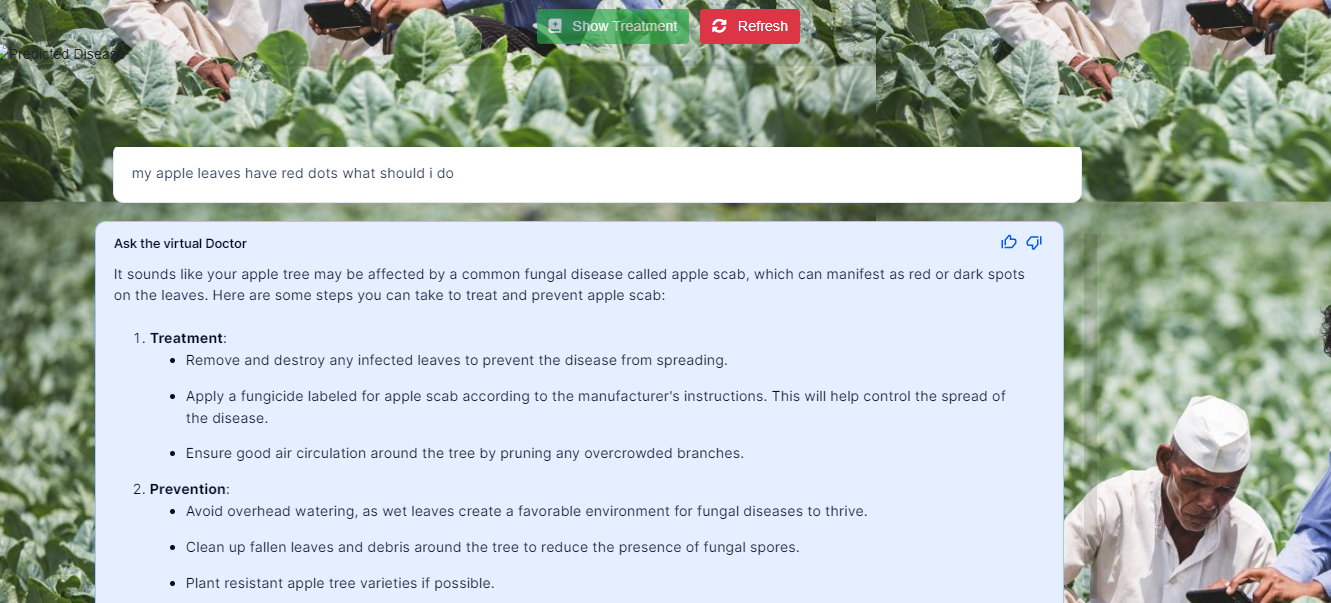 Show Treatment Refresh
Predicted Disease
my apple leaves have red dots what should i do
Ask the virtual Doctor
It sounds like your apple tree may be affected by a common fungal disease called apple scab, which can manifest as red or dark spots
on the leaves. Here are some steps you can take to treat and prevent apple scab:
1. Treatment:
• Remove and destroy any infected leaves to prevent the disease from spreading.
• Apply a fungicide labeled for apple scab according to the manufacturer's instructions. This will help control the spread of
the disease.
• Ensure good air circulation around the tree by pruning any overcrowded branches.
2. Prevention:
• Avoid overhead watering, as wet leaves create a favorable environment for fungal diseases to thrive.
• Clean up fallen leaves and debris around the tree to reduce the presence of fungal spores.
• Plant resistant apple tree varieties if possible.